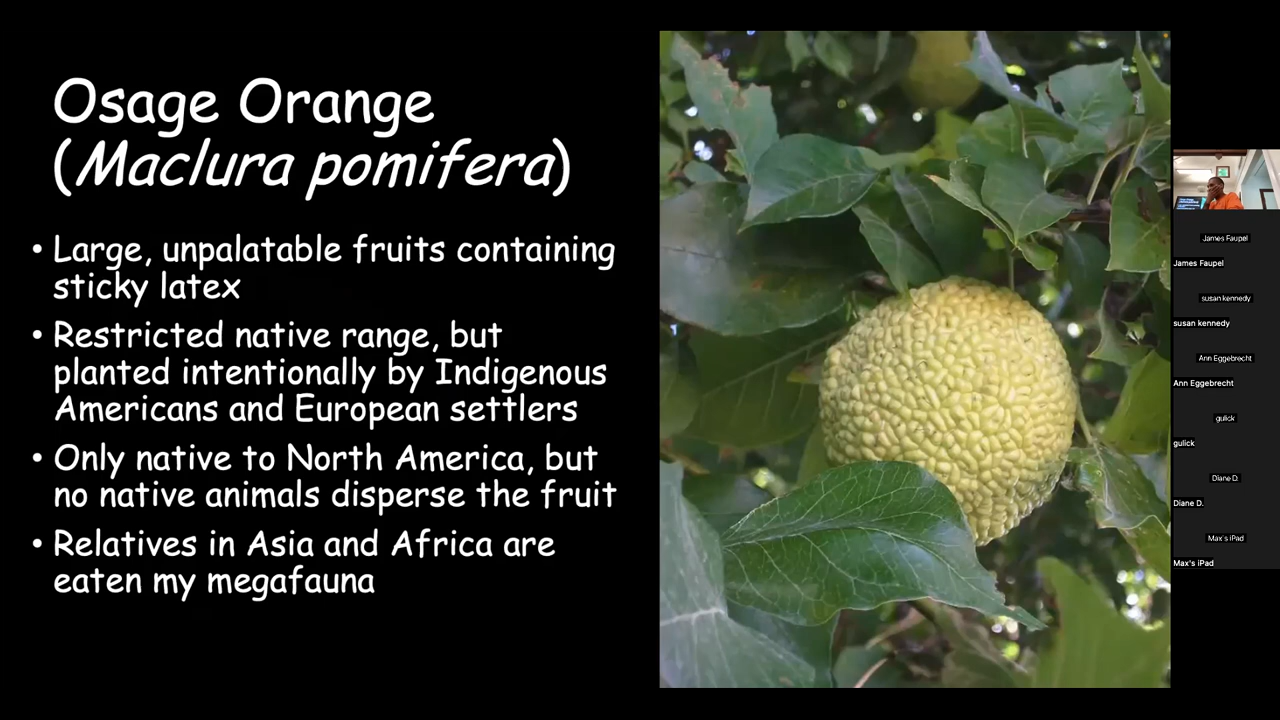 Osage Orange
(Maclura pomifera)
• Large, unpalatable fruits containing
sticky latex
• Restricted native range, but
planted intentionally by Indigenous
Americans and European settlers
• Only native to North America, but
no native animals disperse the fruit
• Relatives in Asia and Africa are
eaten my megafauna
James Faupel
James Faupel
susan kennedy
susan kennedy
Ann Eggebrecht
Ann Eggebrecht
gulick
gulick
Diane D.
Diane D.
Max's iPad
Max's iPad